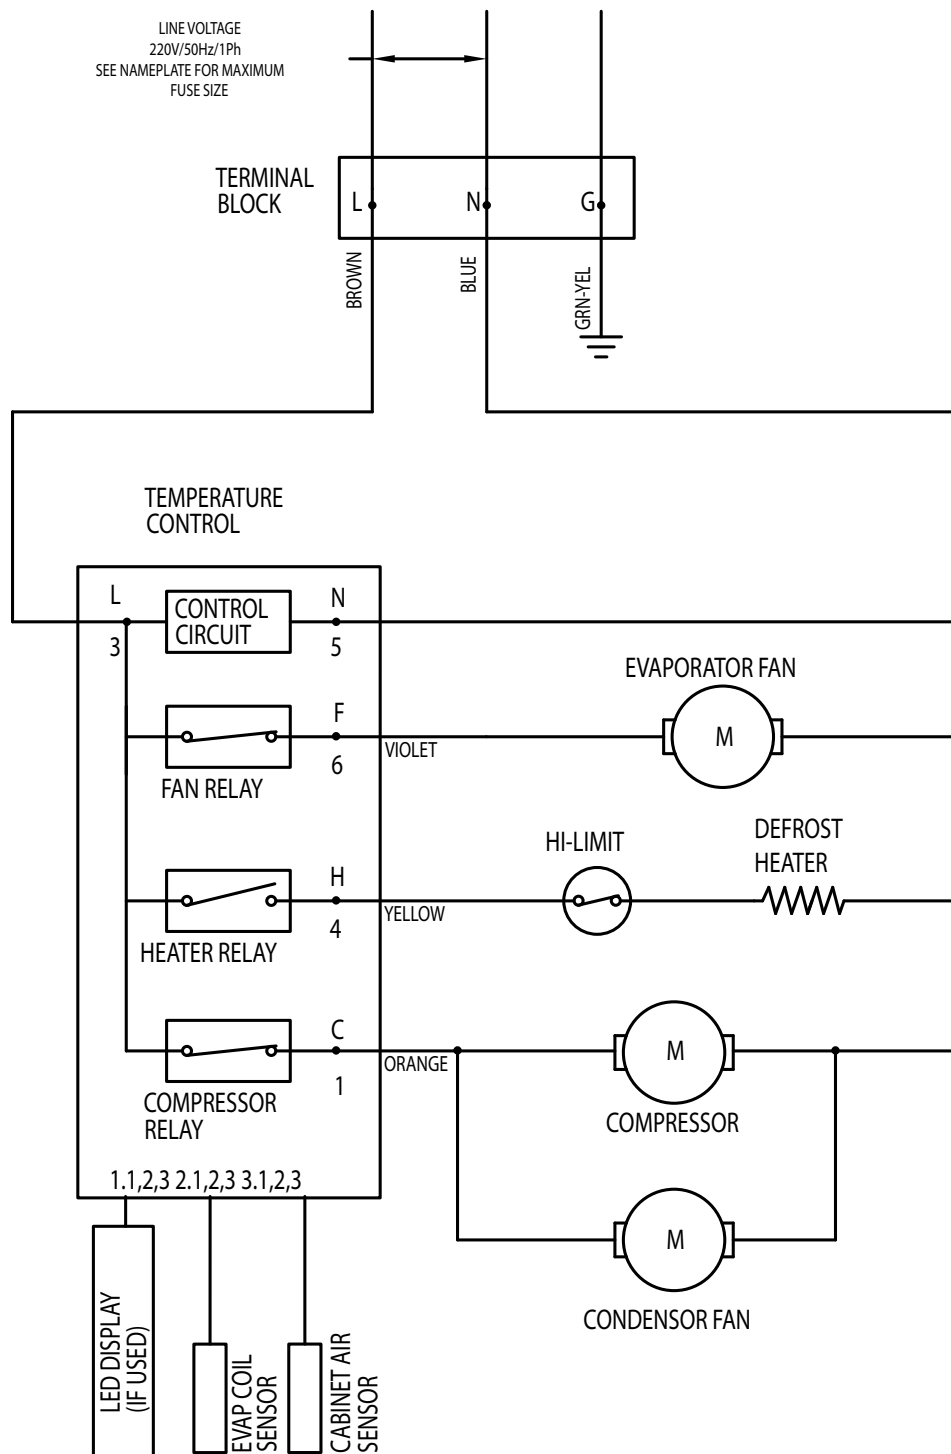 LINE VOLTAGE
220V/50Hz/1Ph
SEE NAMEPLATE FOR MAXIMUM
FUSE SIZE
TERMINAL
BLOCK
L
N
G
BROWN
BLUE
GRN-YEL
TEMPERATURE
CONTROL
L
3
CONTROL
CIRCUIT
N
5
EVAPORATOR FAN
M
F
6
VIOLET
FAN RELAY
HI-LIMIT
DEFROST
HEATER
H
4
YELLOW
HEATER RELAY
C
1
ORANGE
COMPRESSOR
RELAY
M
COMPRESSOR
1.1,2,3 2.1,2,3 3.1,2,3
M
CONDENSOR FAN
LED DISPLAY
(IF USED)
EVAP COIL
SENSOR
CABINET AIR
SENSOR